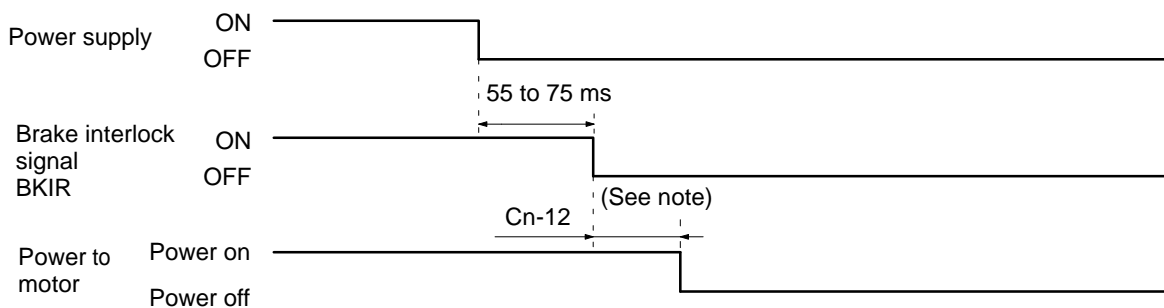 Power supply
ON
OFF
55 to 75 ms
Brake interlock
signal
BKIR
ON
OFF
(See note)
Cn-12
Power to
motor
Power on
Power off